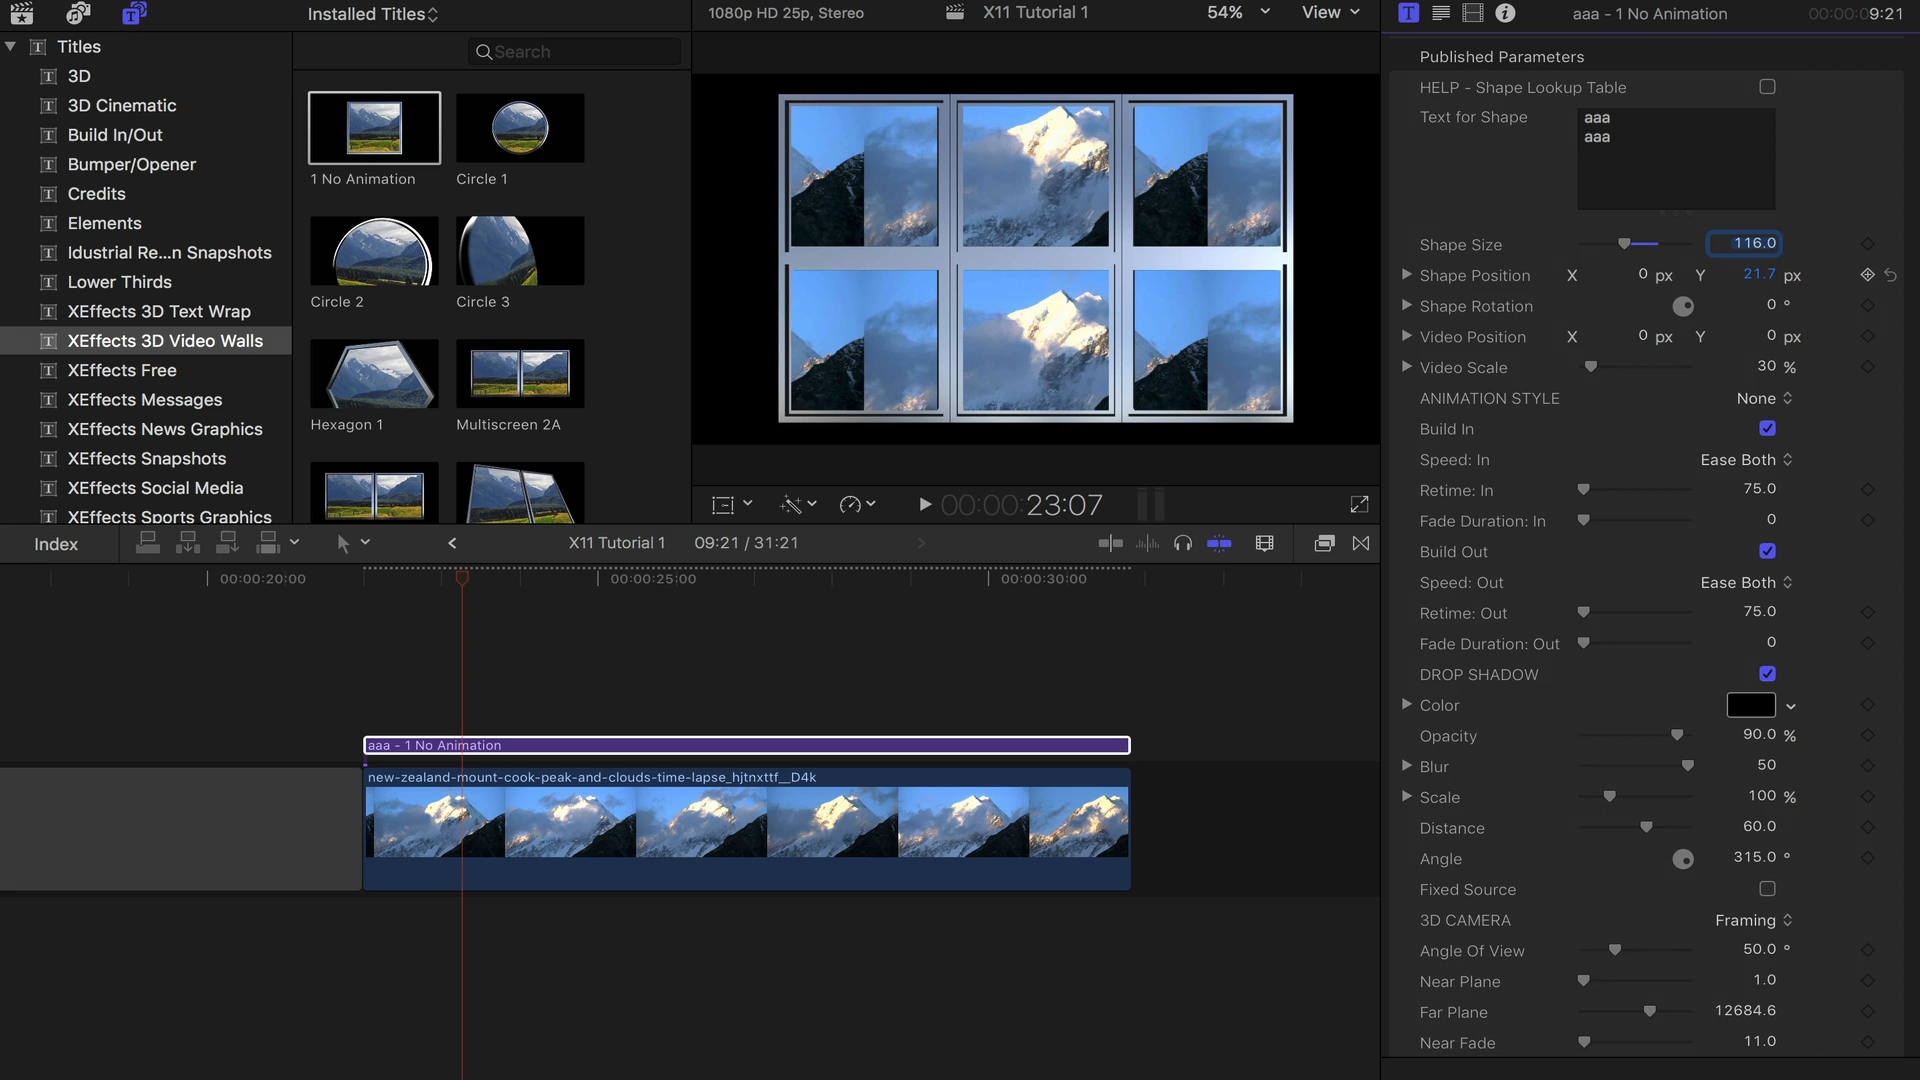 Installed Titles
1080p HD 25p, Stereo
X11 Tutorial 1
54%
View
aaa - 1 No Animation
00:00:09:21
Titles
3D
3D Cinematic
Build In/Out
Bumper/Opener
Credits
Elements
Idustrial Re...n Snapshots
Lower Thirds
XEffects 3D Text Wrap
XEffects 3D Video Walls
XEffects Free
XEffects Messages
XEffects News Graphics
XEffects Snapshots
XEffects Social Media
XEffects Sports Graphics
Search
1 No Animation
Circle 1
Circle 2
Circle 3
Hexagon 1
Multiscreen 2A
00:00:23:07
Published Parameters
HELP - Shape Lookup Table
Text for Shape
aaa
aaa
Shape Size 116.0
Shape Position X 0 px Y 21.7 px
Shape Rotation 0 °
Video Position X 0 px Y 0 px
Video Scale 30 %
ANIMATION STYLE None
Build In
Speed: In Ease Both
Retime: In 75.0
Fade Duration: In 0
Build Out
Speed: Out Ease Both
Retime: Out 75.0
Fade Duration: Out 0
DROP SHADOW
Color
Opacity 90.0 %
Blur 50
Scale 100 %
Distance 60.0
Angle 315.0 °
Fixed Source
3D CAMERA Framing
Angle Of View 50.0 °
Near Plane 1.0
Far Plane 12684.6
Near Fade 11.0
Index
X11 Tutorial 1
09:21 / 31:21
00:00:20:00
00:00:25:00
00:00:30:00
aaa - 1 No Animation
new-zealand-mount-cook-peak-and-clouds-time-lapse_hjtnxttf__D4k